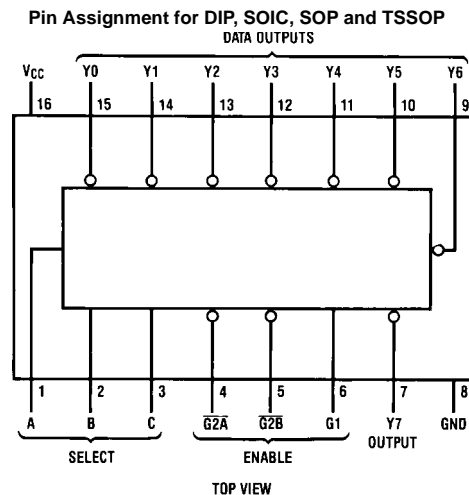 Pin Assignment for DIP, SOIC, SOP and TSSOP
DATA OUTPUTS
VCC Y0 Y1 Y2 Y3 Y4 Y5 Y6
16 15 14 13 12 11 10 9
1 2 3 4 5 6 7 8
A B C G2A G2B G1 Y7 GND
OUTPUT
SELECT ENABLE
TOP VIEW